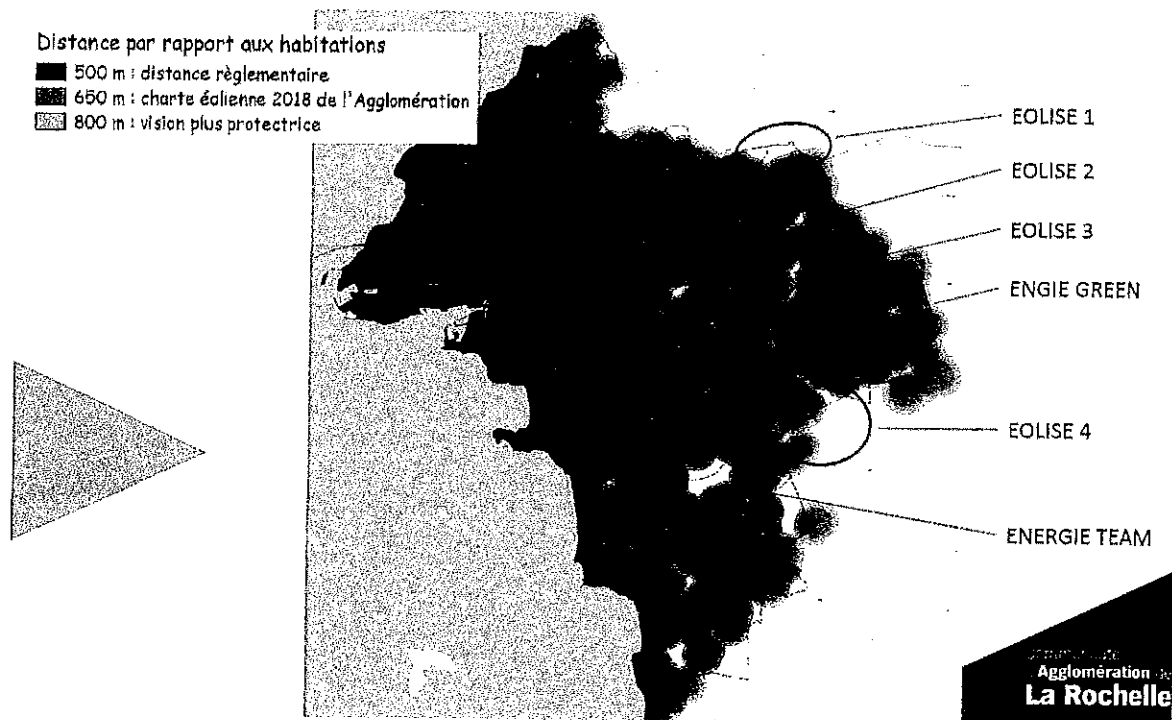 Distance par rapport aux habitations
500 m : distance règlementaire
650 m : charte éolienne 2018 de l'Agglomération
800 m : vision plus protectrice
EOLISE 1
EOLISE 2
EOLISE 3
ENGIE GREEN
EOLISE 4
ENERGIE TEAM
Agglomération de
La Rochelle